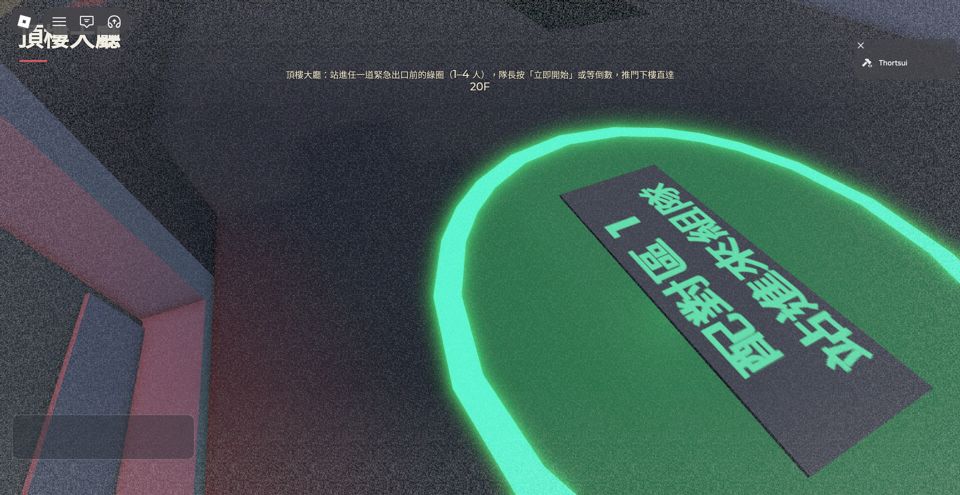 頂樓大廳
頂樓大廳：站進任一道緊急出口前的綠圈（1–4 人），隊長按「立即開始」或等倒數，推門下樓直達
20F
Thortsui
配對區 1
站進來組隊